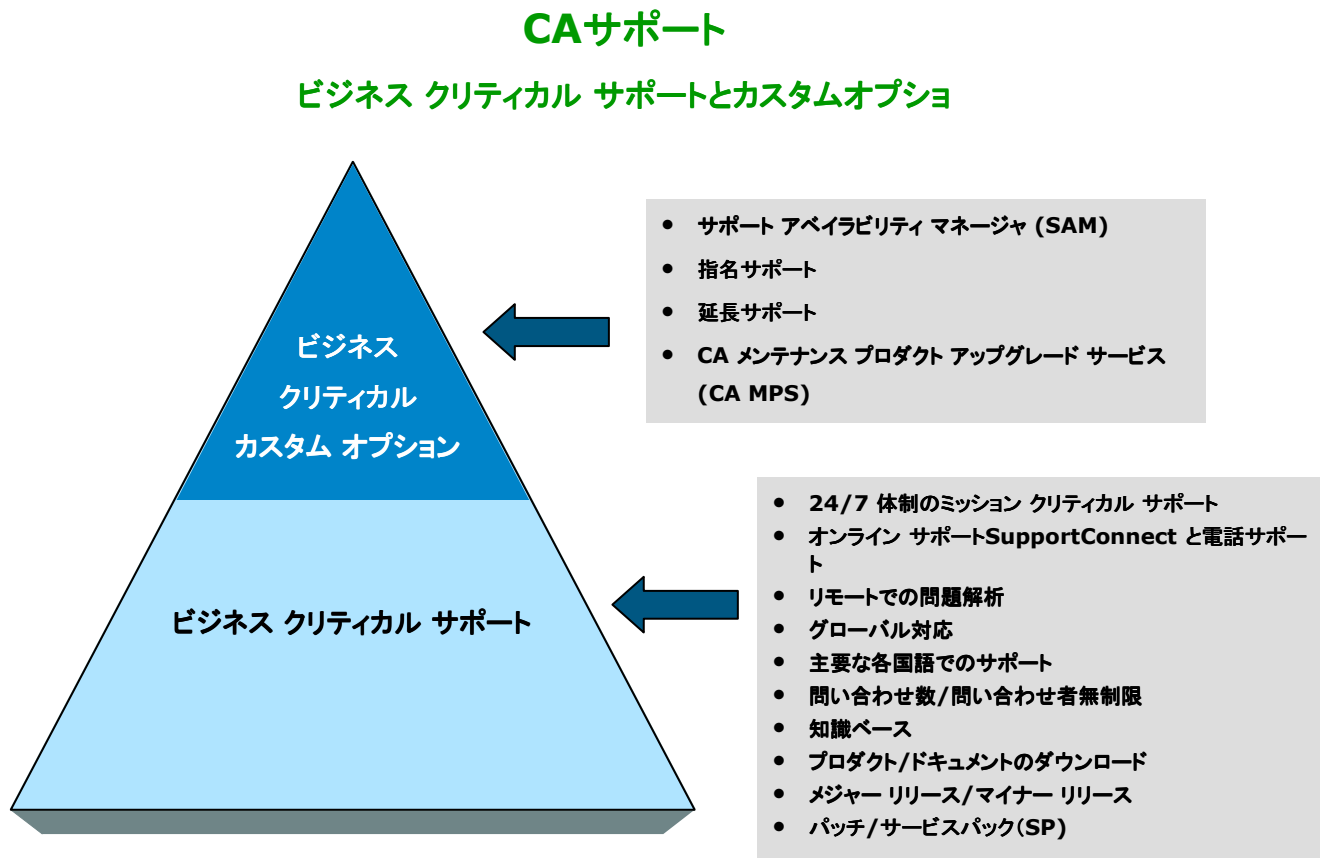 CAサポート
ビジネス クリティカル サポートとカスタムオプショ
ビジネス
クリティカル
カスタム オプション
• サポート アベイラビリティ マネージャ (SAM)
• 指名サポート
• 延長サポート
• CA メンテナンス プロダクト アップグレード サービス
(CA MPS)
ビジネス クリティカル サポート
• 24/7 体制のミッション クリティカル サポート
• オンライン サポートSupportConnect と電話サポー
ト
• リモートでの問題解析
• グローバル対応
• 主要な各国語でのサポート
• 問い合わせ数/問い合わせ者無制限
• 知識ベース
• プロダクト/ドキュメントのダウンロード
• メジャー リリース/マイナー リリース
• パッチ/サービスパック（SP）